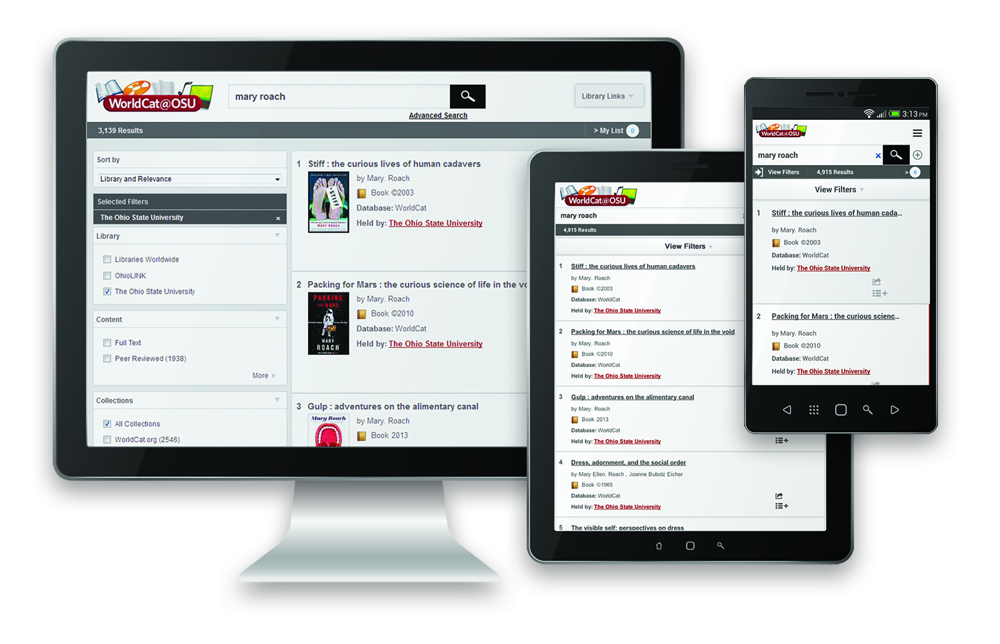 WorldCat@OSU
mary roach
Advanced Search
Library Links
3,139 Results
> My List 0
Sort by
Library and Relevance
Selected Filters
The Ohio State University x
Library
Libraries Worldwide
OhioLINK
The Ohio State University
Content
Full Text
Peer Reviewed (1938)
More
Collections
All Collections
WorldCat.org (2546)
1 Stiff : the curious lives of human cadavers
STIFF
MARY ROACH
by Mary. Roach
Book ©2003
Database: WorldCat
Held by: The Ohio State University
2 Packing for Mars : the curious science of life in the vo
PACKING
FOR MARS
MARY
ROACH
by Mary. Roach
Book ©2010
Database: WorldCat
Held by: The Ohio State University
3 Gulp : adventures on the alimentary canal
Mary Roach
by Mary. Roach
Book 2013
WorldCat@OSU
mary roach
4,915 Results
View Filters
1 Stiff : the curious lives of human cadavers
by Mary. Roach
Book ©2003
Database: WorldCat
Held by: The Ohio State University
2 Packing for Mars : the curious science of life in the void
by Mary. Roach
Book ©2010
Database: WorldCat
Held by: The Ohio State University
3 Gulp : adventures on the alimentary canal
by Mary. Roach
Book 2013
Database: WorldCat
Held by: The Ohio State University
4 Dress, adornment, and the social order
by Mary Ellen. Roach , Joanne Bubolz Eicher
Book ©1965
Database: WorldCat
Held by: The Ohio State University
5 The visible self: perspectives on dress
3:13 PM
WorldCat@OSU
mary roach x
View Filters 4,915 Results > 0
View Filters
1 Stiff : the curious lives of human cada...
by Mary. Roach
Book ©2003
Database: WorldCat
Held by: The Ohio State University
2 Packing for Mars : the curious scienc...
by Mary. Roach
Book ©2010
Database: WorldCat
Held by: The Ohio State University